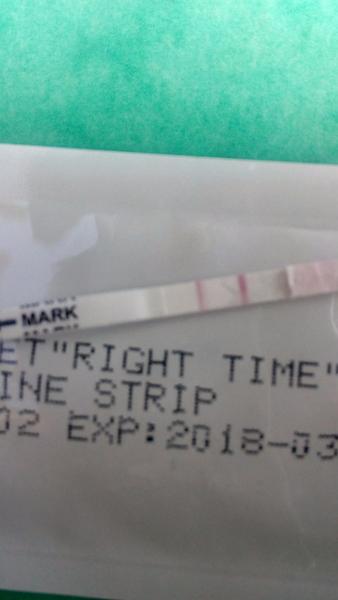 MARK
ET"RIGHT TIME"
INE STRIP
02 EXP:2018-03